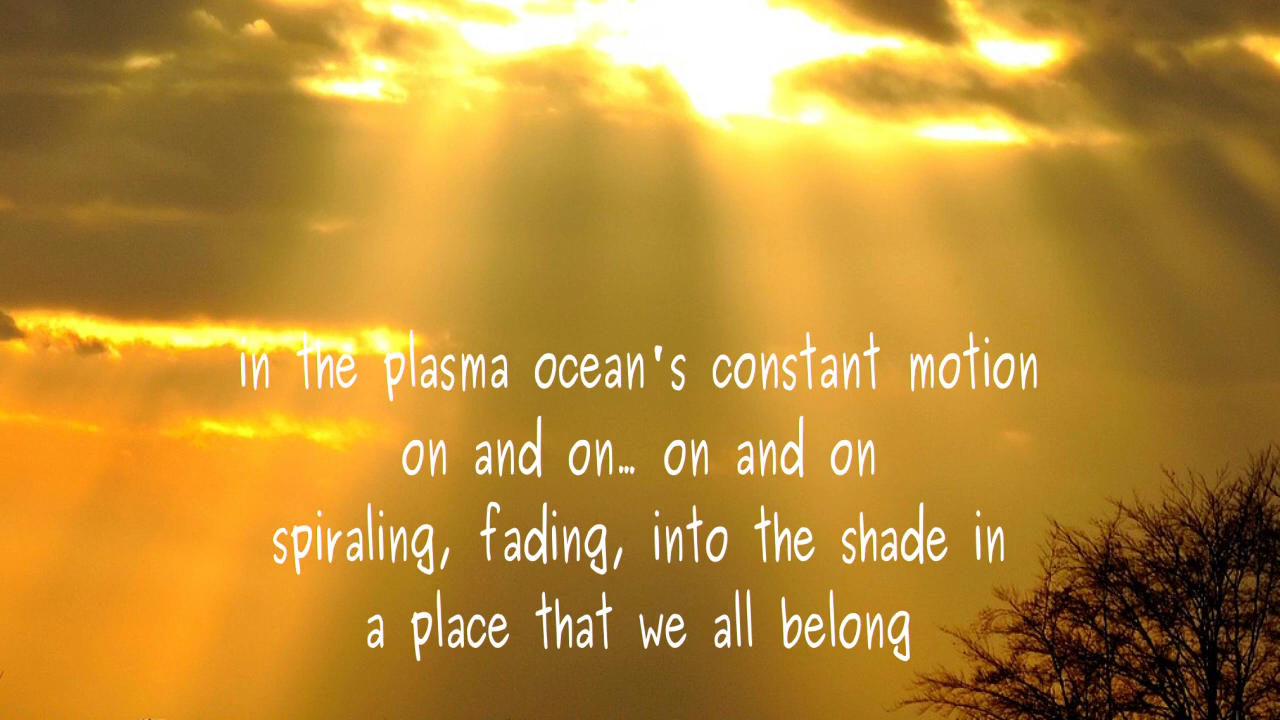 in the plasma ocean's constant motion
on and on... on and on
spiraling, fading, into the shade in
a place that we all belong